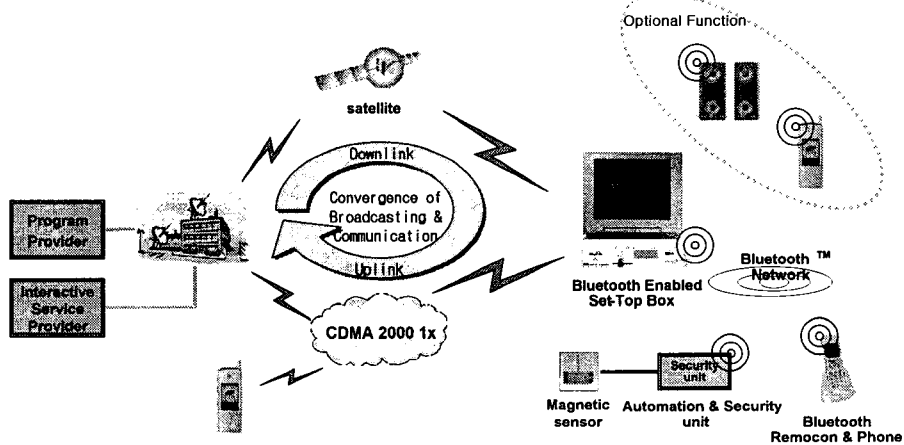 Optional Function
satellite
Downlink
Convergence of
Broadcasting &
Communication
Uplink
Program
Provider
Interactive
Service
Provider
CDMA 2000 1x
Bluetooth Enabled
Set-Top Box
Bluetooth ™
Network
Magnetic
sensor
Security
unit
Automation & Security
unit
Bluetooth
Remocon & Phone